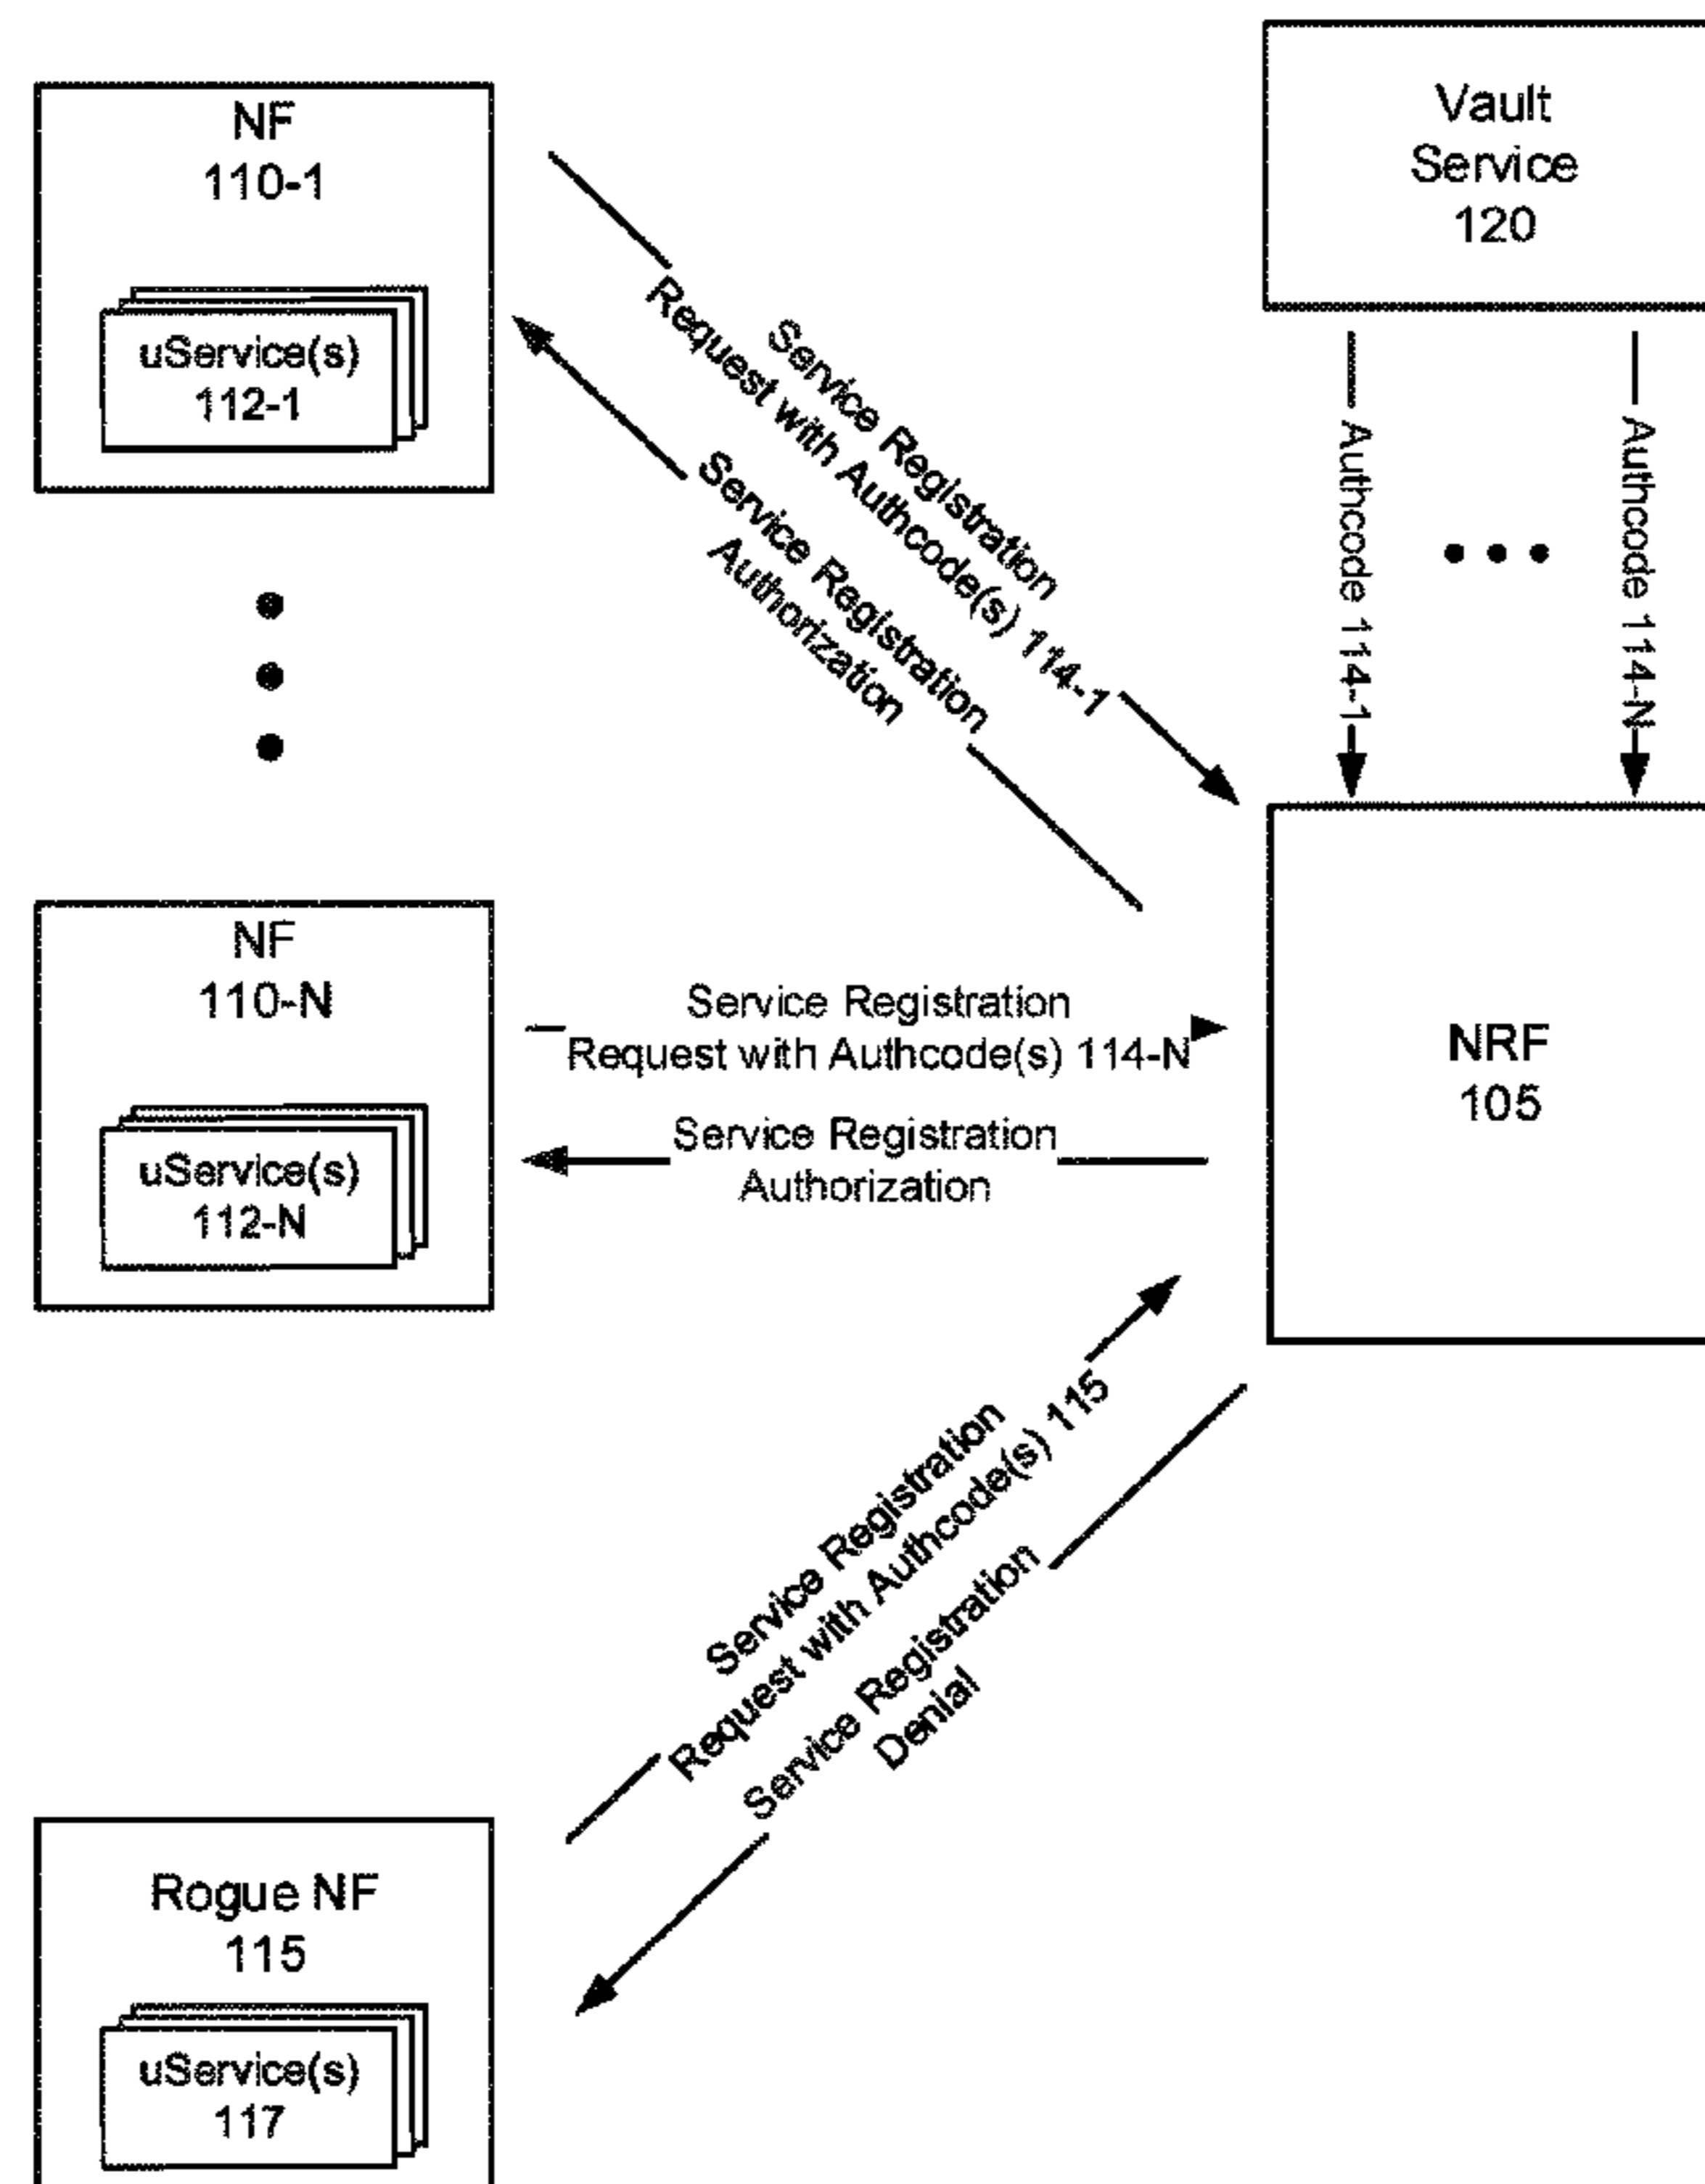 NF
110-1
uService(s)
112-1
Service Registration
Request with Authcode(s) 114-1
Service Registration
Authorization
Vault
Service
120
Authcode 114-1
Authcode 114-N
NF
110-N
uService(s)
112-N
Service Registration
Request with Authcode(s) 114-N
Service Registration
Authorization
NRF
105
Service Registration
Request with Authcode(s) 115
Service Registration
Denial
Rogue NF
115
uService(s)
117